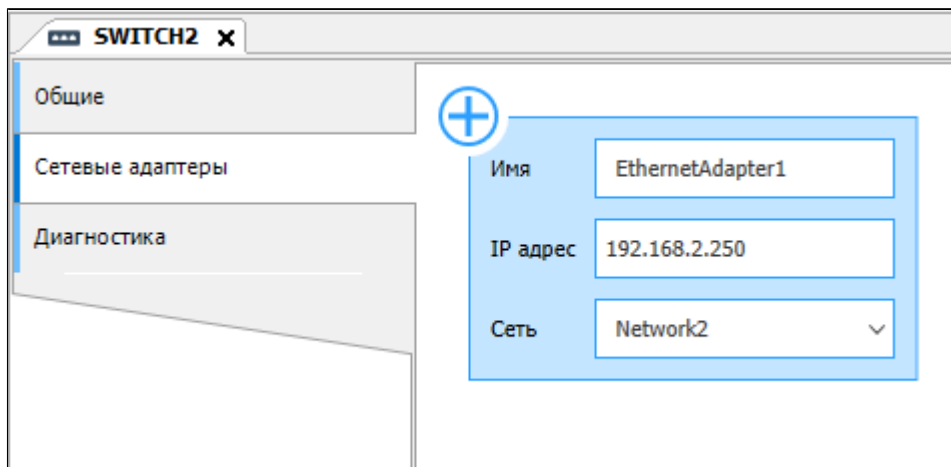 SWITCH2
Общие
Сетевые адаптеры
Диагностика
Имя EthernetAdapter1
IP адрес 192.168.2.250
Сеть Network2